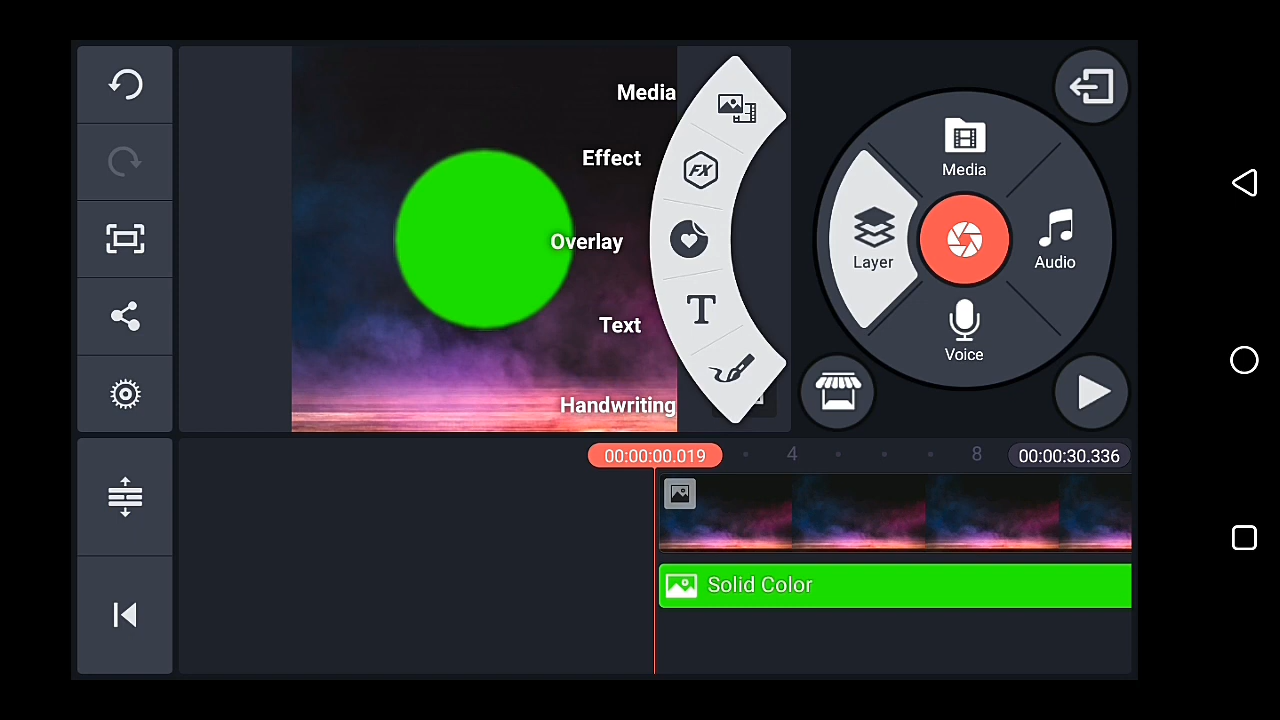 Media
Effect
Overlay
Text
Handwriting
Media
Layer
Audio
Voice
00:00:00.019
4
8
00:00:30.336
Solid Color